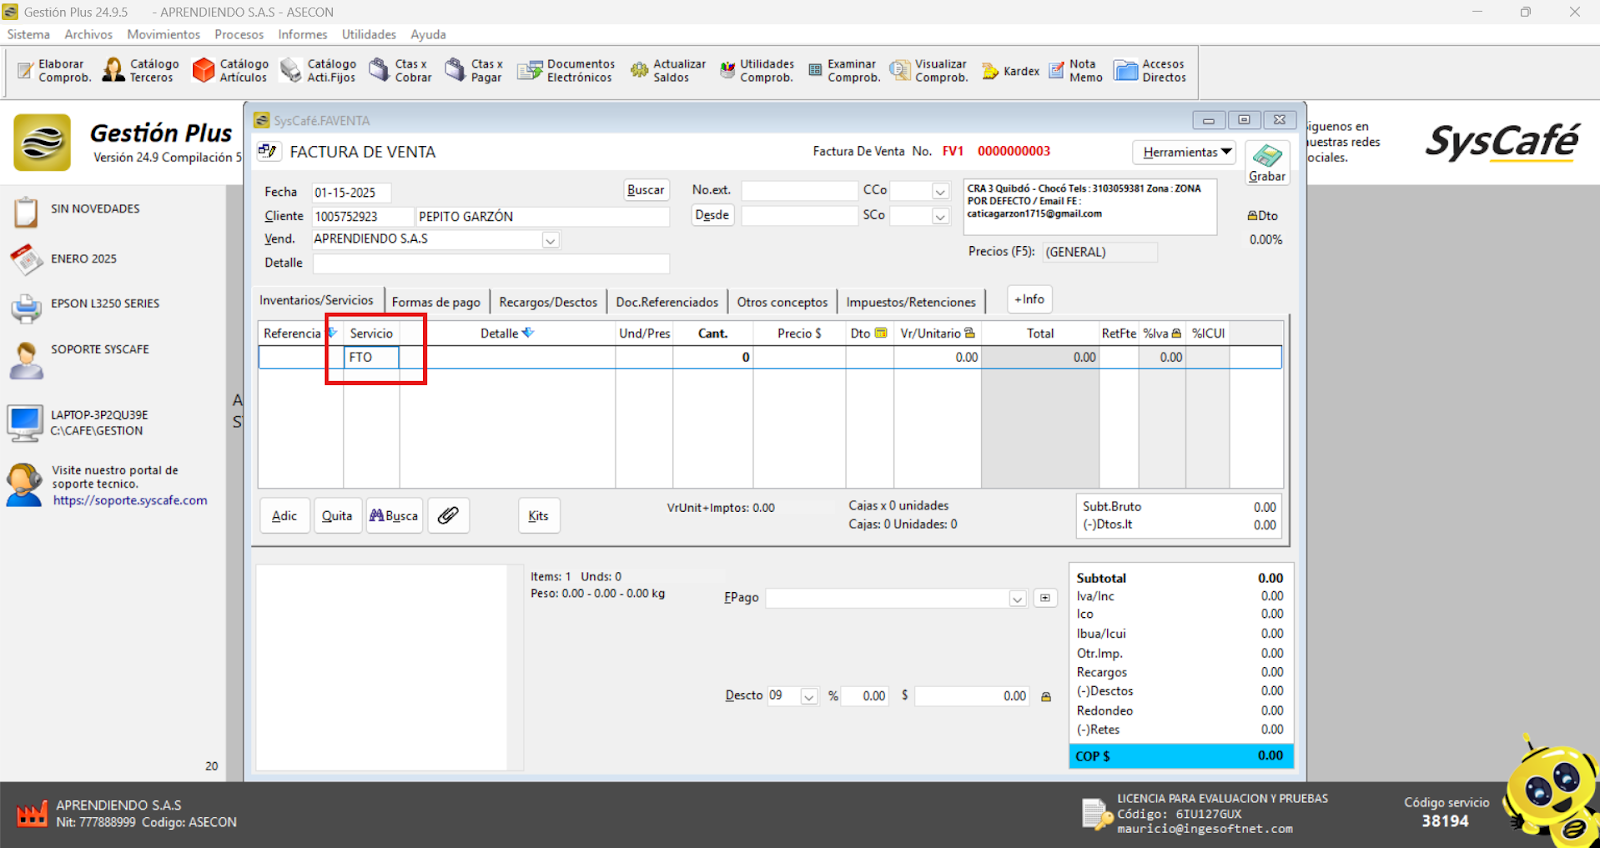 Gestión Plus 24.9.5 - APRENDIENDO S.A.S - ASECON
Sistema Archivos Movimientos Procesos Informes Utilidades Ayuda
Elaborar Comprob.
Catálogo Terceros
Catálogo Artículos
Catálogo Acti.Fijos
Ctas x Cobrar
Ctas x Pagar
Documentos Electrónicos
Actualizar Saldos
Utilidades Comprob.
Examinar Comprob.
Visualizar Comprob.
Kardex
Nota Memo
Accesos Directos
Gestión Plus
Versión 24.9 Compilación 5
SIN NOVEDADES
ENERO 2025
EPSON L3250 SERIES
SOPORTE SYSCAFE
LAPTOP-3P2QU39E
C:\CAFE\GESTION
Visite nuestro portal de
soporte tecnico.
https://soporte.syscafe.com
20
A
S
SysCafé.FAVENTA
FACTURA DE VENTA
Factura De Venta No. FV1 0000000003
Herramientas
Grabar
Fecha 01-15-2025 Buscar No.ext. CCo
Cliente 1005752923 PEPITO GARZÓN Desde SCo
Vend. APRENDIENDO S.A.S
Detalle
CRA 3 Quibdó - Chocó Tels : 3103059381 Zona : ZONA
POR DEFECTO / Email FE :
caticagarzon1715@gmail.com
Precios (F5): (GENERAL)
Dto
0.00%
Inventarios/Servicios Formas de pago Recargos/Desctos Doc.Referenciados Otros conceptos Impuestos/Retenciones +Info
Referencia Servicio Detalle Und/Pres Cant. Precio $ Dto Vr/Unitario Total RetFte %Iva %ICUI
FTO 0 0.00 0.00 0.00
Adic Quita Busca Kits
VrUnit+Imptos: 0.00
Cajas x 0 unidades
Cajas: 0 Unidades: 0
Subt.Bruto 0.00
(-)Dtos.It 0.00
Items: 1 Unds: 0
Peso: 0.00 - 0.00 - 0.00 kg
FPago
Descto 09 % 0.00 $ 0.00
Subtotal 0.00
Iva/Inc 0.00
Ico 0.00
Ibua/Icui 0.00
Otr.Imp. 0.00
Recargos 0.00
(-)Desctos 0.00
Redondeo 0.00
(-)Retes 0.00
COP $ 0.00
iguenos en
uestras redes
ociales.
SysCafé
APRENDIENDO S.A.S
Nit: 777888999 Codigo: ASECON
LICENCIA PARA EVALUACION Y PRUEBAS
Código: 6IU127GUX
mauricio@ingesoftnet.com
Código servicio
38194